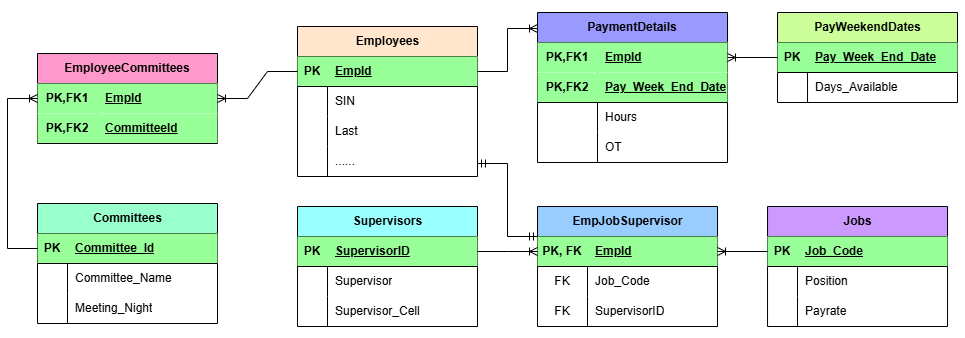 EmployeeCommittees
PK,FK1 EmpId
PK,FK2 CommitteeId
Employees
PK EmpId
SIN
Last
......
PaymentDetails
PK,FK1 EmpId
PK,FK2 Pay_Week_End_Date
Hours
OT
PayWeekendDates
PK Pay_Week_End_Date
Days_Available
Committees
PK Committee_Id
Committee_Name
Meeting_Night
Supervisors
PK SupervisorID
Supervisor
Supervisor_Cell
EmpJobSupervisor
PK, FK EmpId
FK Job_Code
FK SupervisorID
Jobs
PK Job_Code
Position
Payrate